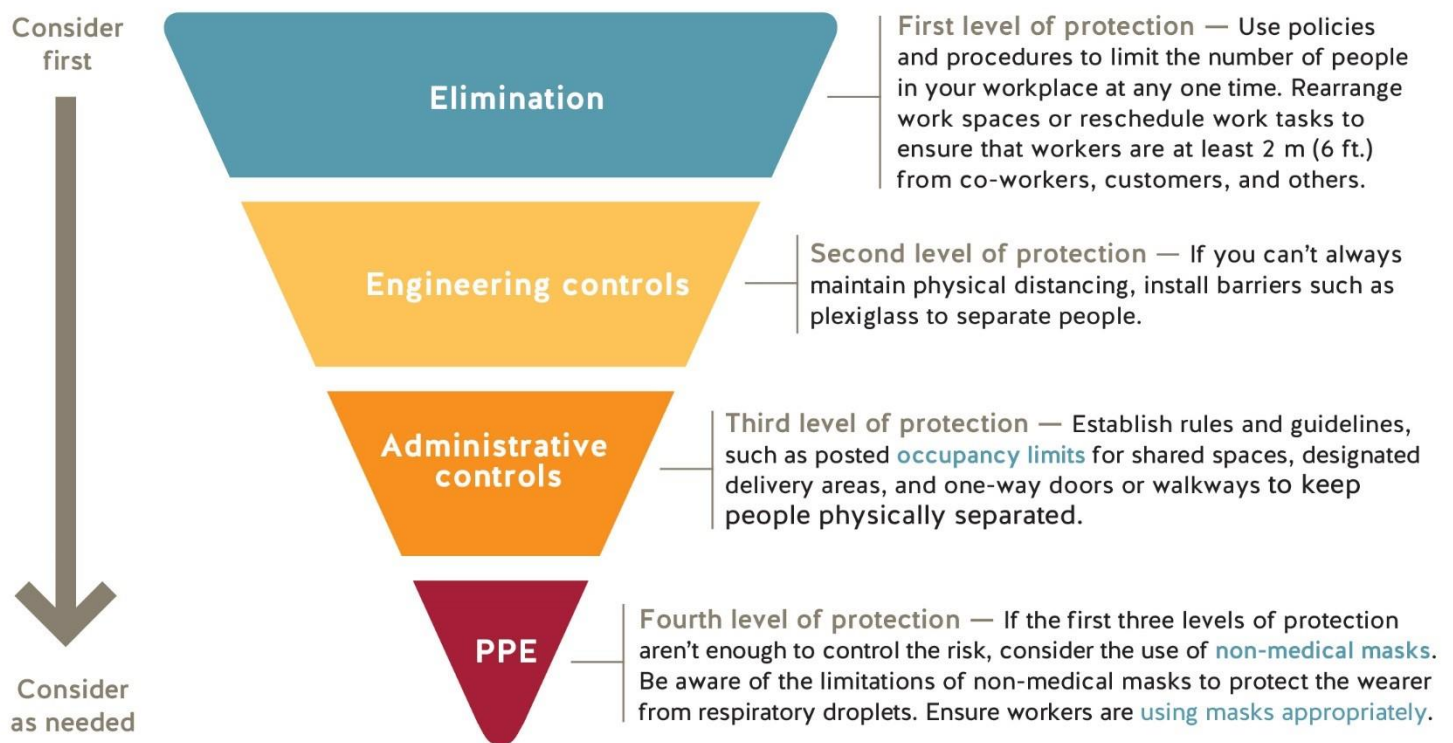 Consider
first
Elimination
First level of protection — Use policies
and procedures to limit the number of people
in your workplace at any one time. Rearrange
work spaces or reschedule work tasks to
ensure that workers are at least 2 m (6 ft.)
from co-workers, customers, and others.
Engineering controls
Second level of protection — If you can’t always
maintain physical distancing, install barriers such as
plexiglass to separate people.
Administrative
controls
Third level of protection — Establish rules and guidelines,
such as posted occupancy limits for shared spaces, designated
delivery areas, and one-way doors or walkways to keep
people physically separated.
PPE
Fourth level of protection — If the first three levels of protection
aren’t enough to control the risk, consider the use of non-medical masks.
Be aware of the limitations of non-medical masks to protect the wearer
from respiratory droplets. Ensure workers are using masks appropriately.
Consider
as needed